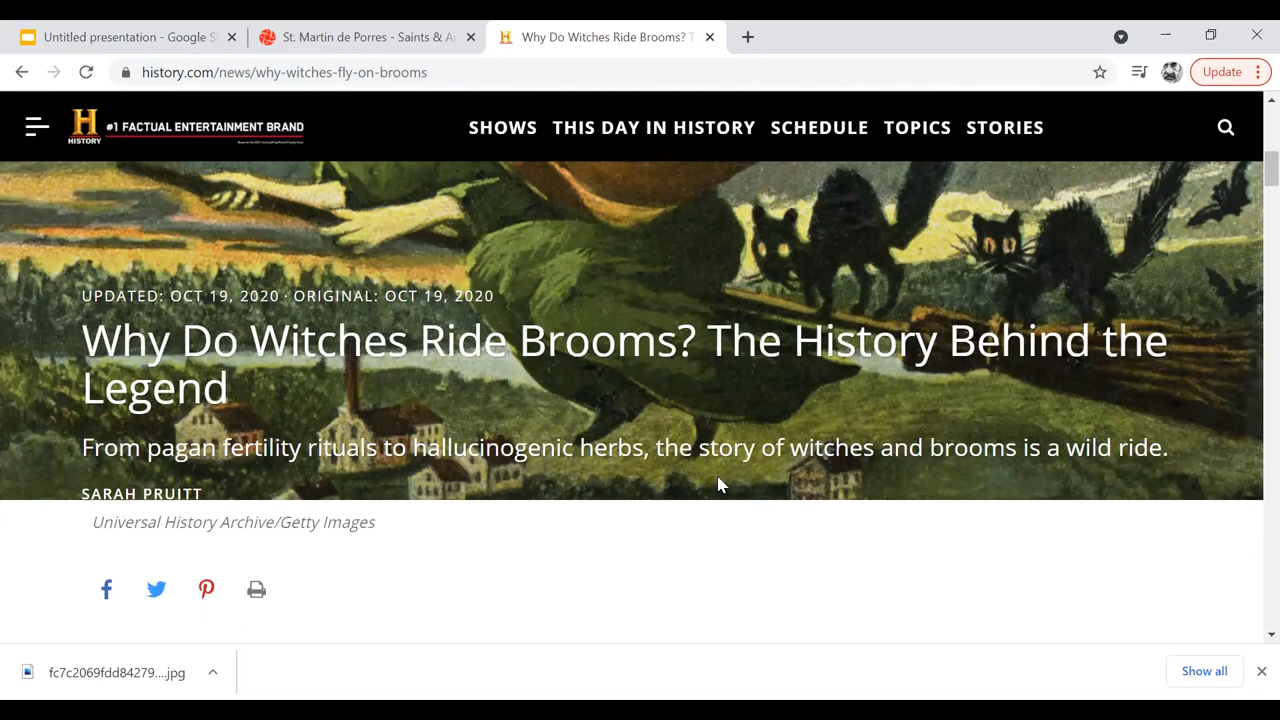 Untitled presentation - Google Sl
St. Martin de Porres - Saints & A
Why Do Witches Ride Brooms? T
history.com/news/why-witches-fly-on-brooms
Update
H
HISTORY
#1 FACTUAL ENTERTAINMENT BRAND
SHOWS THIS DAY IN HISTORY SCHEDULE TOPICS STORIES
UPDATED: OCT 19, 2020 · ORIGINAL: OCT 19, 2020
Why Do Witches Ride Brooms? The History Behind the
Legend
From pagan fertility rituals to hallucinogenic herbs, the story of witches and brooms is a wild ride.
SARAH PRUITT
Universal History Archive/Getty Images
fc7c2069fdd84279....jpg
Show all